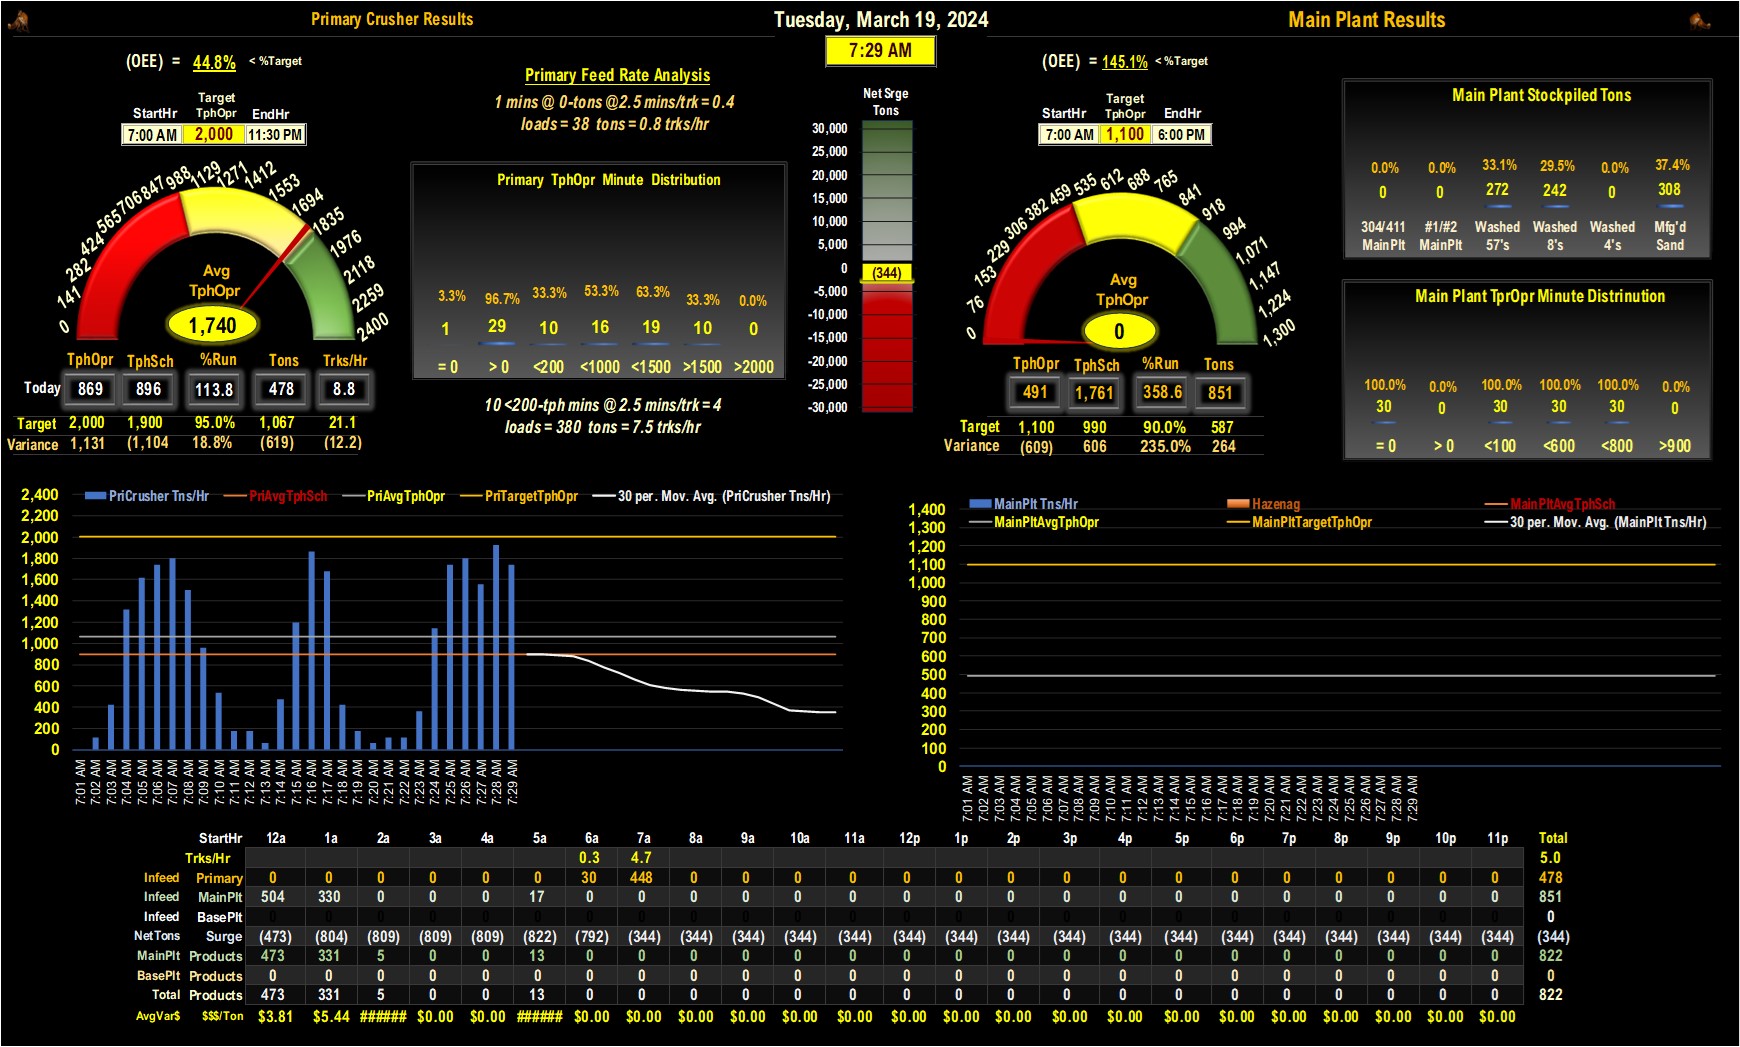 Primary Crusher Results
Tuesday, March 19, 2024
Main Plant Results
7:29 AM
(OEE) = 44.8% < %Target
Target
StartHr TphOpr EndHr
7:00 AM 2,000 11:30 PM
0 141 282 424 565 706 847 988 1129 1271 1412 1553 1694 1835 1976 2118 2259 2400
Avg
TphOpr
1,740
TphOpr TphSch %Run Tons Trks/Hr
Today 869 896 113.8 478 8.8
Target 2,000 1,900 95.0% 1,067 21.1
Variance 1,131 (1,104 18.8% (619) (12.2)
Primary Feed Rate Analysis
1 mins @ 0-tons @2.5 mins/trk = 0.4
loads = 38 tons = 0.8 trks/hr
Primary TphOpr Minute Distribution
3.3% 96.7% 33.3% 53.3% 63.3% 33.3% 0.0%
1 29 10 16 19 10 0
= 0 > 0 <200 <1000 <1500 >1500 >2000
10 <200-tph mins @ 2.5 mins/trk = 4
loads = 380 tons = 7.5 trks/hr
Net Srge
Tons
30,000
25,000
20,000
15,000
10,000
5,000
0
(344)
-5,000
-10,000
-15,000
-20,000
-25,000
-30,000
(OEE) = 145.1% < %Target
Target
StartHr TphOpr EndHr
7:00 AM 1,100 6:00 PM
0 76 153 229 306 382 459 535 612 688 765 841 918 994 1,071 1,147 1,224 1,300
Avg
TphOpr
0
TphOpr TphSch %Run Tons
491 1,761 358.6 851
Target 1,100 990 90.0% 587
Variance (609) 606 235.0% 264
Main Plant Stockpiled Tons
0.0% 0.0% 33.1% 29.5% 0.0% 37.4%
0 0 272 242 0 308
304/411 #1/#2 Washed Washed Washed Mfg'd
MainPlt MainPlt 57's 8's 4's Sand
Main Plant TprOpr Minute Distrinution
100.0% 0.0% 100.0% 100.0% 100.0% 0.0%
30 0 30 30 30 0
= 0 > 0 <100 <600 <800 >900
PriCrusher Tns/Hr PriAvgTphSch PriAvgTphOpr PriTargetTphOpr 30 per. Mov. Avg. (PriCrusher Tns/Hr)
2,400
2,200
2,000
1,800
1,600
1,400
1,200
1,000
800
600
400
200
0
7:01 AM 7:02 AM 7:03 AM 7:04 AM 7:05 AM 7:06 AM 7:07 AM 7:08 AM 7:09 AM 7:10 AM 7:11 AM 7:12 AM 7:13 AM 7:14 AM 7:15 AM 7:16 AM 7:17 AM 7:18 AM 7:19 AM 7:20 AM 7:21 AM 7:22 AM 7:23 AM 7:24 AM 7:25 AM 7:26 AM 7:27 AM 7:28 AM 7:29 AM
MainPlt Tns/Hr Hazenag MainPltAvgTphSch
MainPltAvgTphOpr MainPltTargetTphOpr 30 per. Mov. Avg. (MainPlt Tns/Hr)
1,400
1,300
1,200
1,100
1,000
900
800
700
600
500
400
300
200
100
0
7:01 AM 7:02 AM 7:03 AM 7:04 AM 7:05 AM 7:06 AM 7:07 AM 7:08 AM 7:09 AM 7:10 AM 7:11 AM 7:12 AM 7:13 AM 7:14 AM 7:15 AM 7:16 AM 7:17 AM 7:18 AM 7:19 AM 7:20 AM 7:21 AM 7:22 AM 7:23 AM 7:24 AM 7:25 AM 7:26 AM 7:27 AM 7:28 AM 7:29 AM
StartHr 12a 1a 2a 3a 4a 5a 6a 7a 8a 9a 10a 11a 12p 1p 2p 3p 4p 5p 6p 7p 8p 9p 10p 11p Total
Trks/Hr 0.3 4.7 5.0
Infeed Primary 0 0 0 0 0 0 30 448 0 0 0 0 0 0 0 0 0 0 0 0 0 0 0 0 478
Infeed MainPlt 504 330 0 0 0 17 0 0 0 0 0 0 0 0 0 0 0 0 0 0 0 0 0 0 851
Infeed BasePlt 0 0 0 0 0 0 0 0 0 0 0 0 0 0 0 0 0 0 0 0 0 0 0 0 0
NetTons Surge (473) (804) (809) (809) (809) (822) (792) (344) (344) (344) (344) (344) (344) (344) (344) (344) (344) (344) (344) (344) (344) (344) (344) (344) (344)
MainPlt Products 473 331 5 0 0 13 0 0 0 0 0 0 0 0 0 0 0 0 0 0 0 0 0 0 822
BasePlt Products 0 0 0 0 0 0 0 0 0 0 0 0 0 0 0 0 0 0 0 0 0 0 0 0 0
Total Products 473 331 5 0 0 13 0 0 0 0 0 0 0 0 0 0 0 0 0 0 0 0 0 0 822
AvgVar$ $$$/Ton $3.81 $5.44 ###### $0.00 $0.00 ###### $0.00 $0.00 $0.00 $0.00 $0.00 $0.00 $0.00 $0.00 $0.00 $0.00 $0.00 $0.00 $0.00 $0.00 $0.00 $0.00 $0.00 $0.00